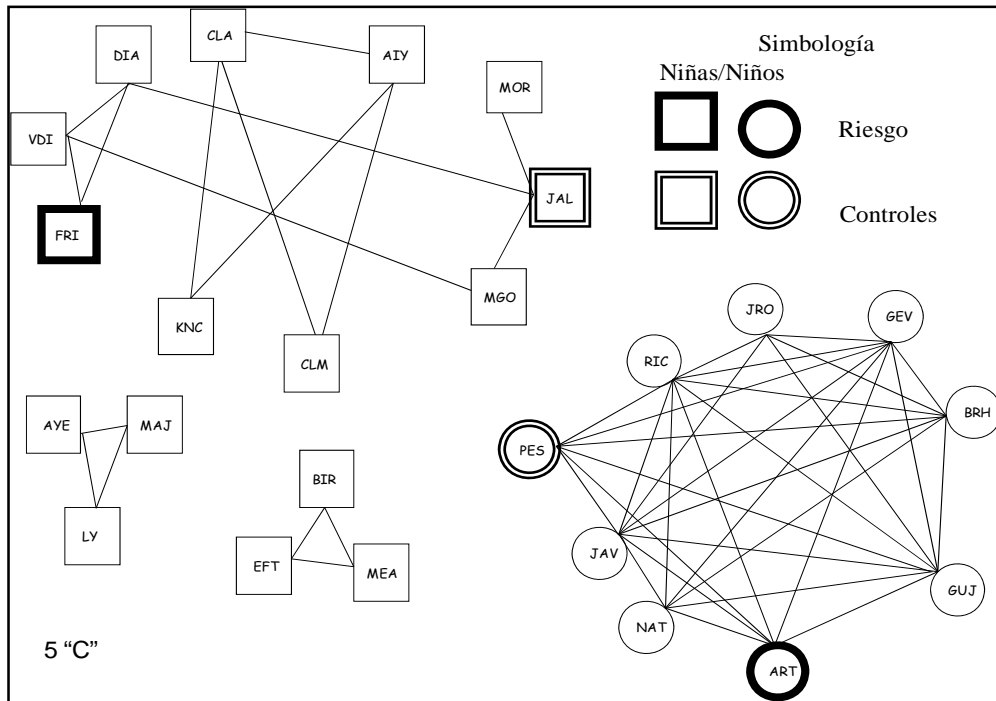 CLA
DIA
AIY
MOR
VDI
JAL
FRI
MGO
KNC
CLM
Simbología
Niñas/Niños
Riesgo
Controles
JRO
GEV
RIC
BRH
PES
JAV
GUJ
NAT
ART
AYE
MAJ
LY
BIR
EFT
MEA
5 “C”